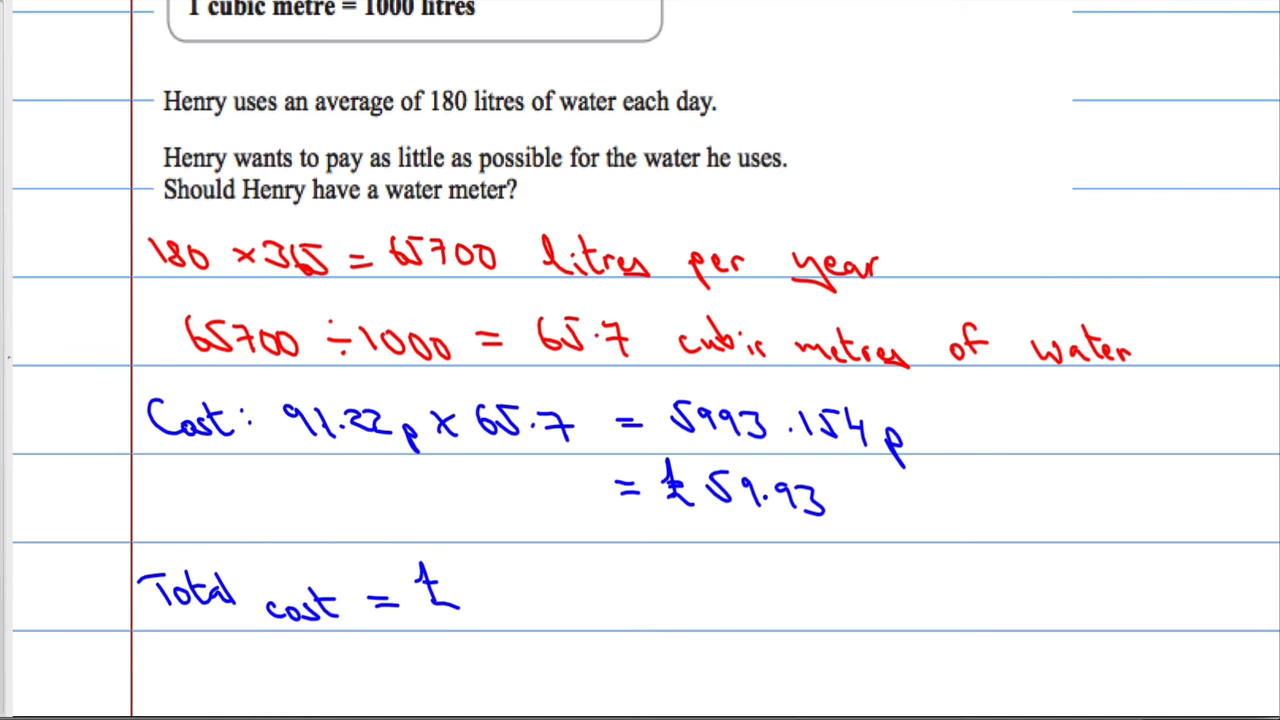 1 cubic metre = 1000 litres
Henry uses an average of 180 litres of water each day.
Henry wants to pay as little as possible for the water he uses.
Should Henry have a water meter?
180 × 365 = 65700 litres per year
65700 ÷ 1000 = 65.7 cubic metres of water
Cost: 91.22p × 65.7 = 5993.154p
= £59.93
Total cost = £